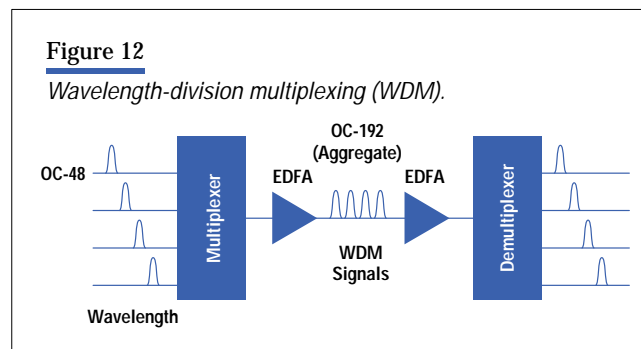 Figure 12
Wavelength-division multiplexing (WDM).
OC-192
(Aggregate)
OC-48
EDFA
EDFA
Multiplexer
Demultiplexer
WDM
Signals
Wavelength